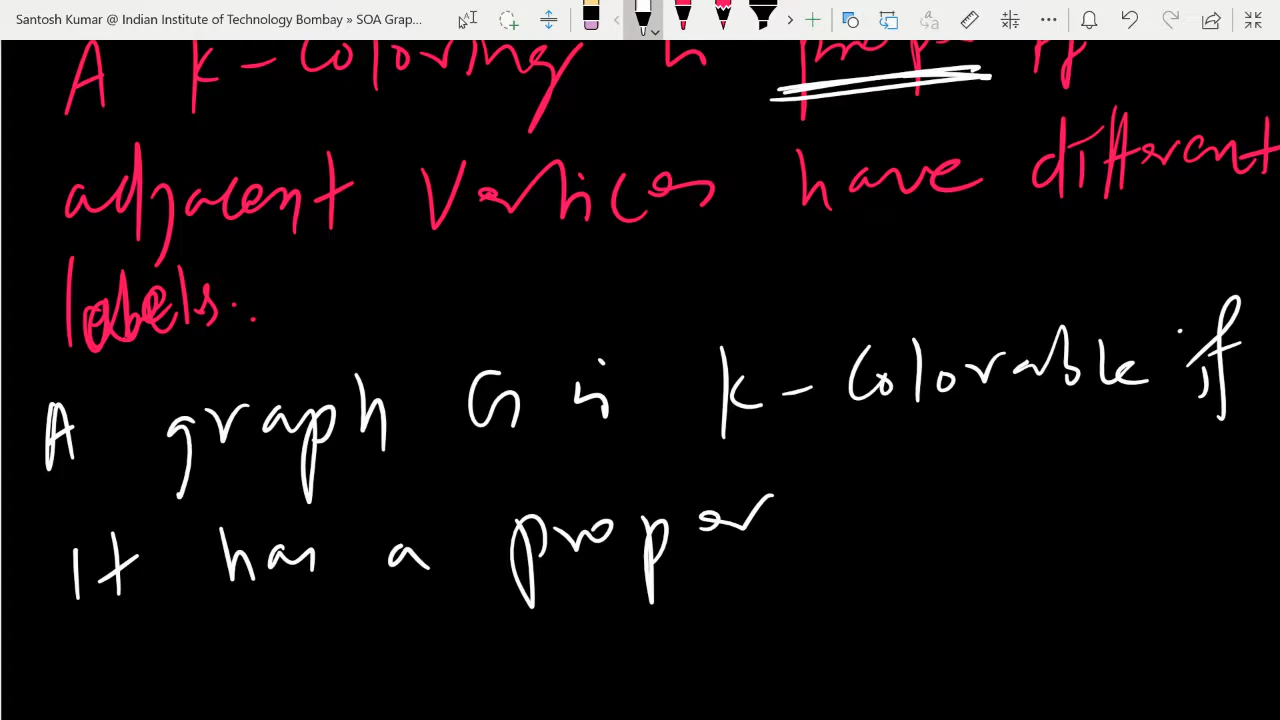 Santosh Kumar @ Indian Institute of Technology Bombay » SOA Grap...
A k-coloring is proper if
adjacent vertices have different
labels.
A graph G is k-colorable if
It has a proper